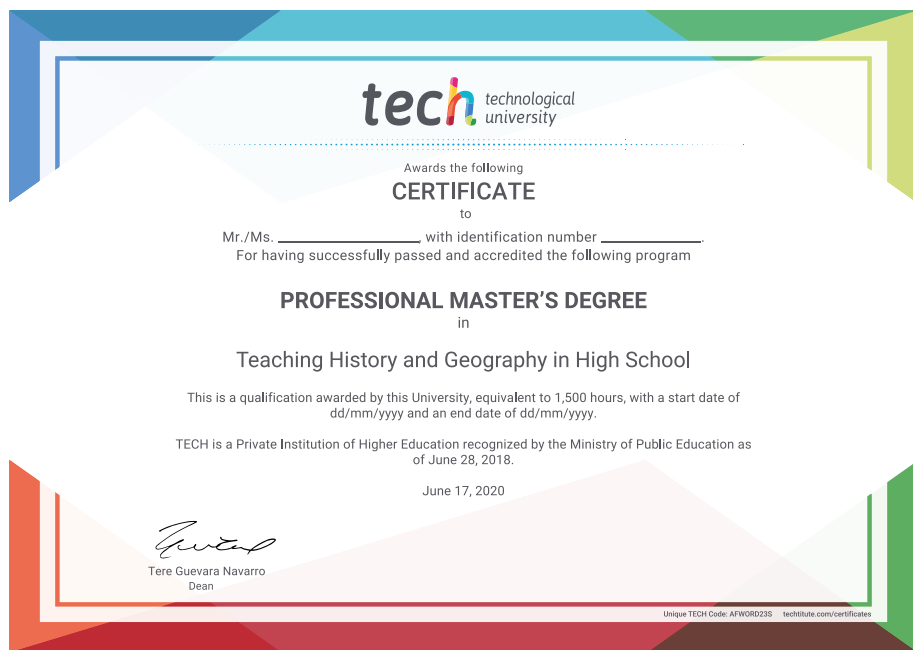 tech technological
university
Awards the following
CERTIFICATE
to
Mr./Ms. ____________________, with identification number ______________.
For having successfully passed and accredited the following program
PROFESSIONAL MASTER'S DEGREE
in
Teaching History and Geography in High School
This is a qualification awarded by this University, equivalent to 1,500 hours, with a start date of
dd/mm/yyyy and an end date of dd/mm/yyyy.
TECH is a Private Institution of Higher Education recognized by the Ministry of Public Education as
of June 28, 2018.
June 17, 2020
Tere Guevara Navarro
Dean
Unique TECH Code: AFWORD23S techtitute.com/certificates